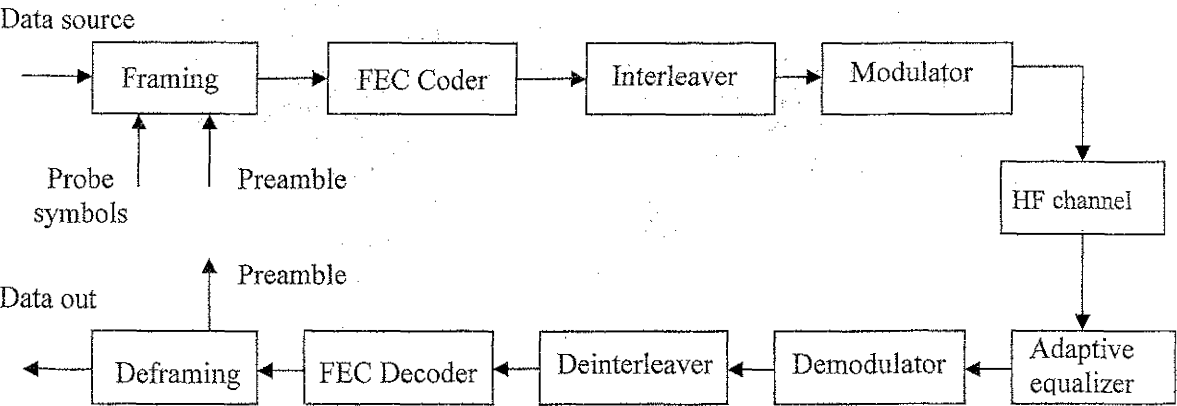 Data source
Framing
FEC Coder
Interleaver
Modulator
Probe
symbols
Preamble
HF channel
Preamble
Data out
Deframing
FEC Decoder
Deinterleaver
Demodulator
Adaptive
equalizer